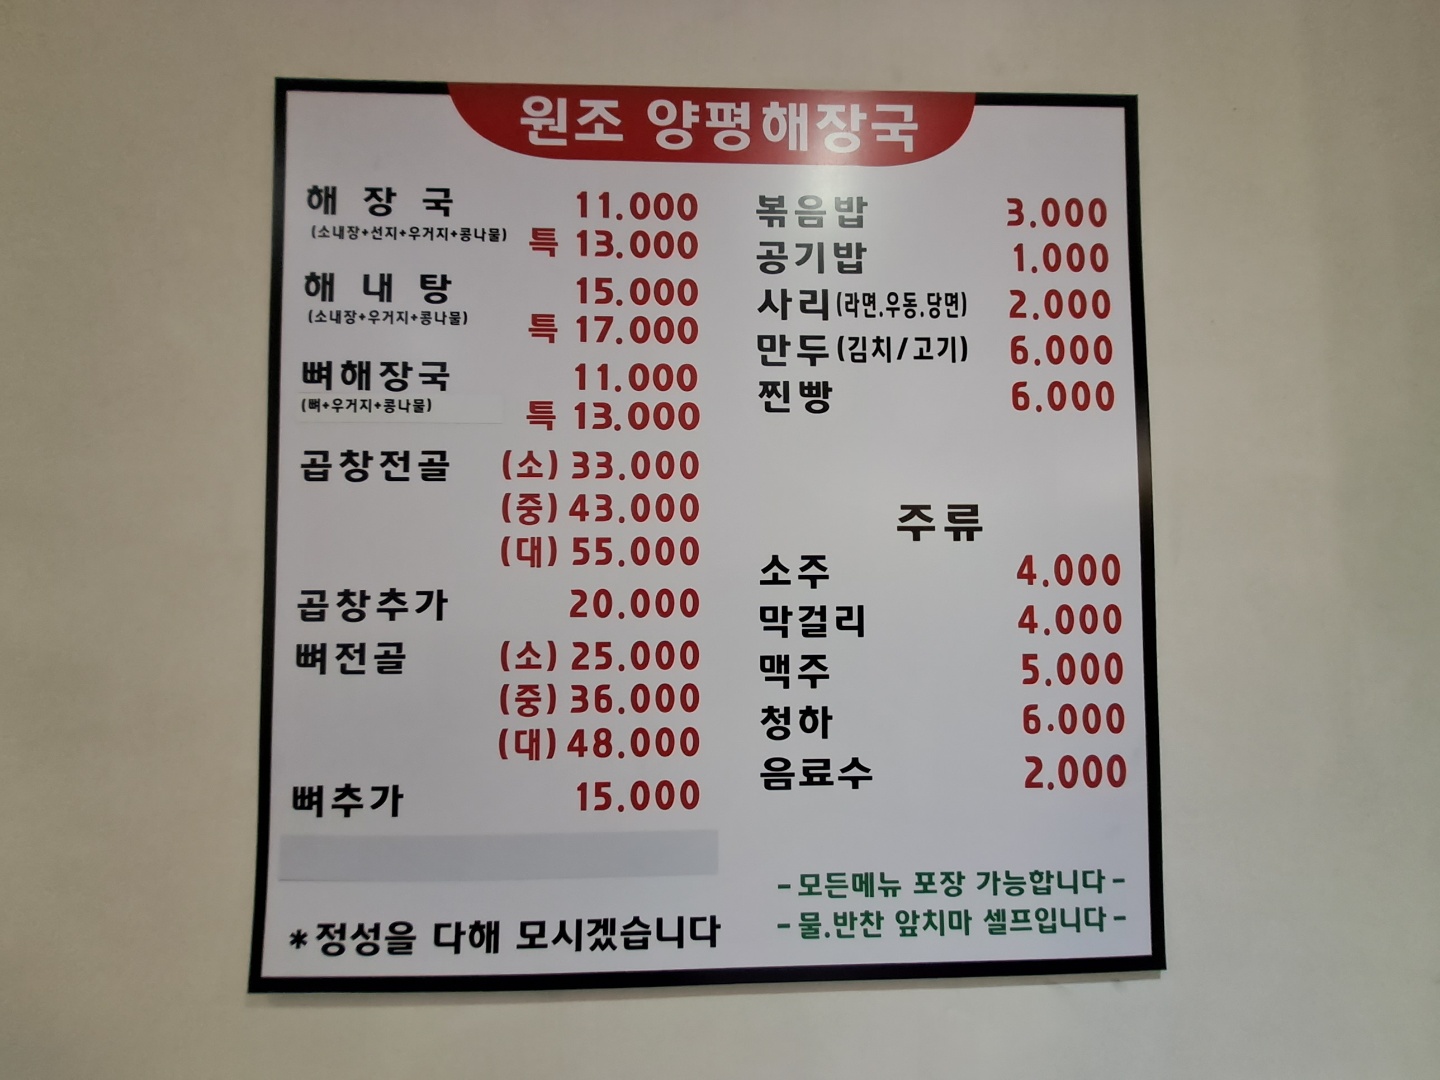 원조 양평해장국
해장국 11.000
(소내장+선지+우거지+콩나물) 특 13.000
해내탕 15.000
(소내장+우거지+콩나물) 특 17.000
뼈해장국 11.000
(뼈+우거지+콩나물) 특 13.000
곱창전골 (소) 33.000
(중) 43.000
(대) 55.000
곱창추가 20.000
뼈전골 (소) 25.000
(중) 36.000
(대) 48.000
뼈추가 15.000
*정성을 다해 모시겠습니다
볶음밥 3.000
공기밥 1.000
사리(라면.우동.당면) 2.000
만두(김치/고기) 6.000
찐빵 6.000
주류
소주 4.000
막걸리 4.000
맥주 5.000
청하 6.000
음료수 2.000
-모든메뉴 포장 가능합니다-
-물.반찬 앞치마 셀프입니다-